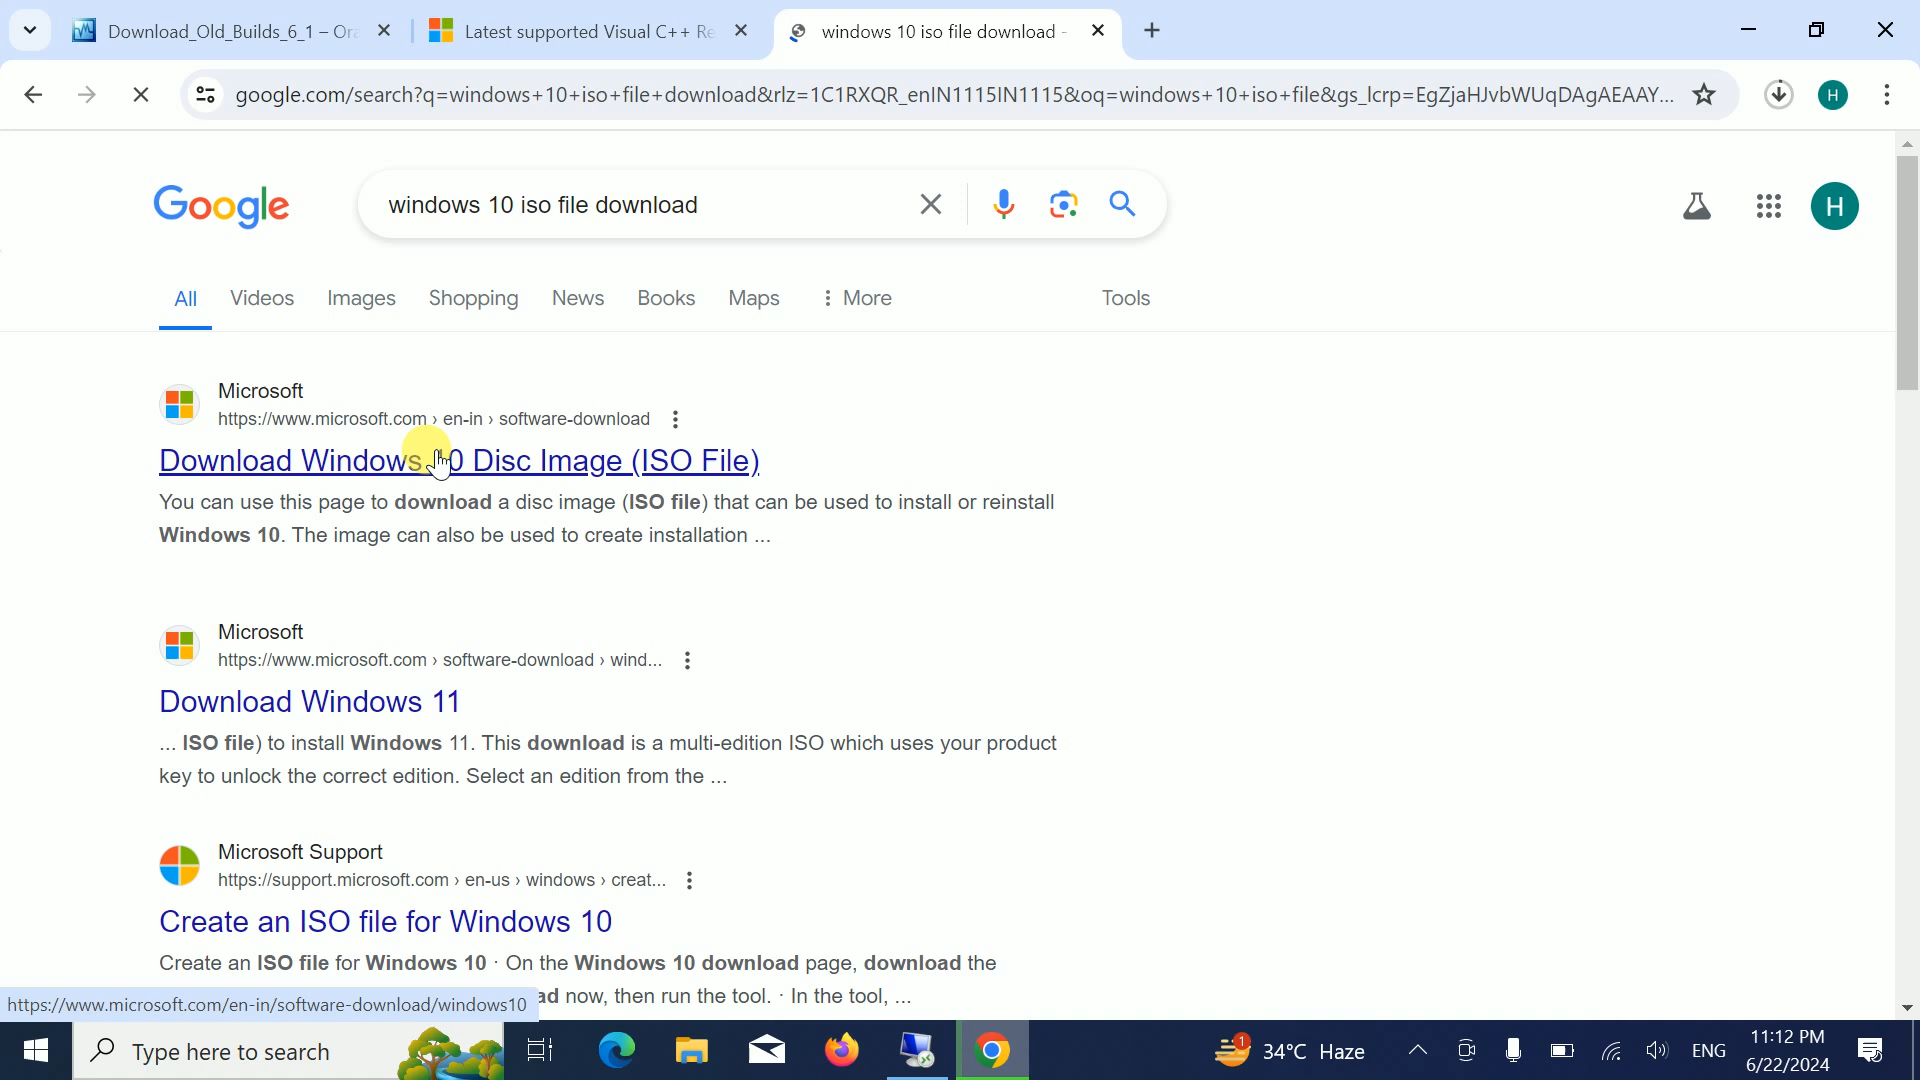 Download_Old_Builds_6_1 – Ora
Latest supported Visual C++ Re
windows 10 iso file download -
google.com/search?q=windows+10+iso+file+download&rlz=1C1RXQR_enIN1115IN1115&oq=windows+10+iso+file&gs_lcrp=EgZjaHJvbWUqDAgAEAAY...
H
Google
windows 10 iso file download
H
All
Videos
Images
Shopping
News
Books
Maps
More
Tools
Microsoft
https://www.microsoft.com › en-in › software-download
Download Windows 10 Disc Image (ISO File)
You can use this page to download a disc image (ISO file) that can be used to install or reinstall
Windows 10. The image can also be used to create installation ...
Microsoft
https://www.microsoft.com › software-download › wind...
Download Windows 11
... ISO file) to install Windows 11. This download is a multi-edition ISO which uses your product
key to unlock the correct edition. Select an edition from the ...
Microsoft Support
https://support.microsoft.com › en-us › windows › creat...
Create an ISO file for Windows 10
Create an ISO file for Windows 10 · On the Windows 10 download page, download the
now, then run the tool. · In the tool, ...
https://www.microsoft.com/en-in/software-download/windows10
Type here to search
1
34°C Haze
ENG
11:12 PM
6/22/2024